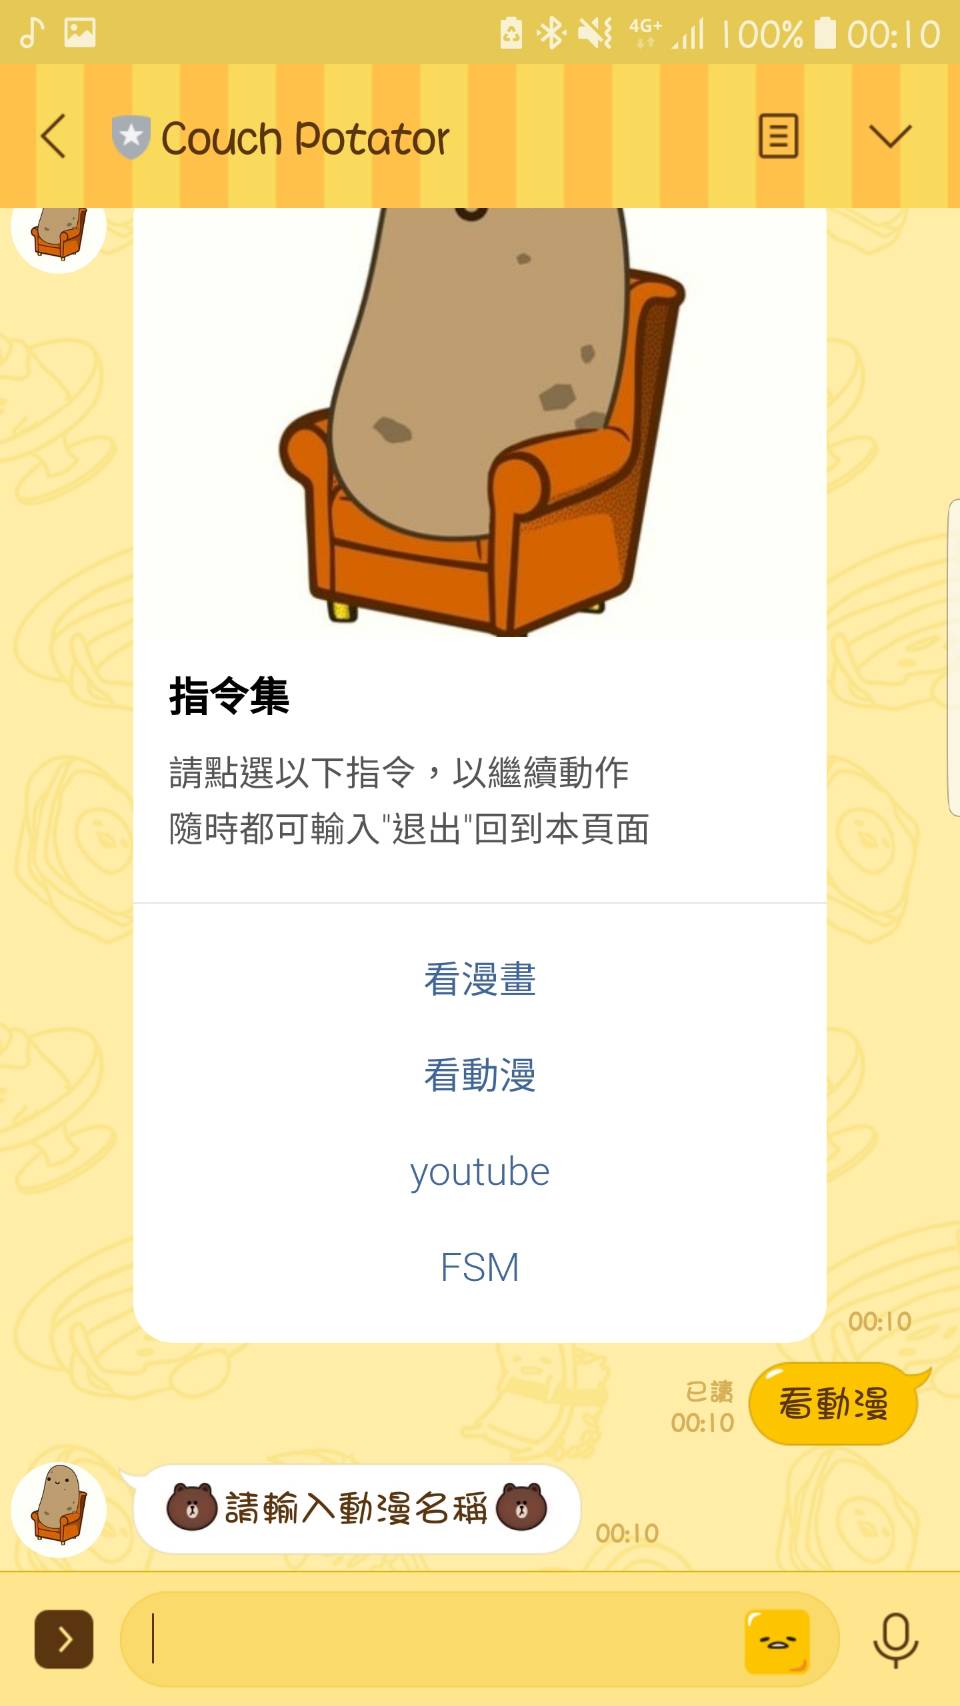 4G+ 100% 00:10
Couch Potator
指令集
請點選以下指令，以繼續動作
隨時都可輸入"退出"回到本頁面
看漫畫
看動漫
youtube
FSM
00:10
已讀
00:10
看動漫
請輸入動漫名稱
00:10